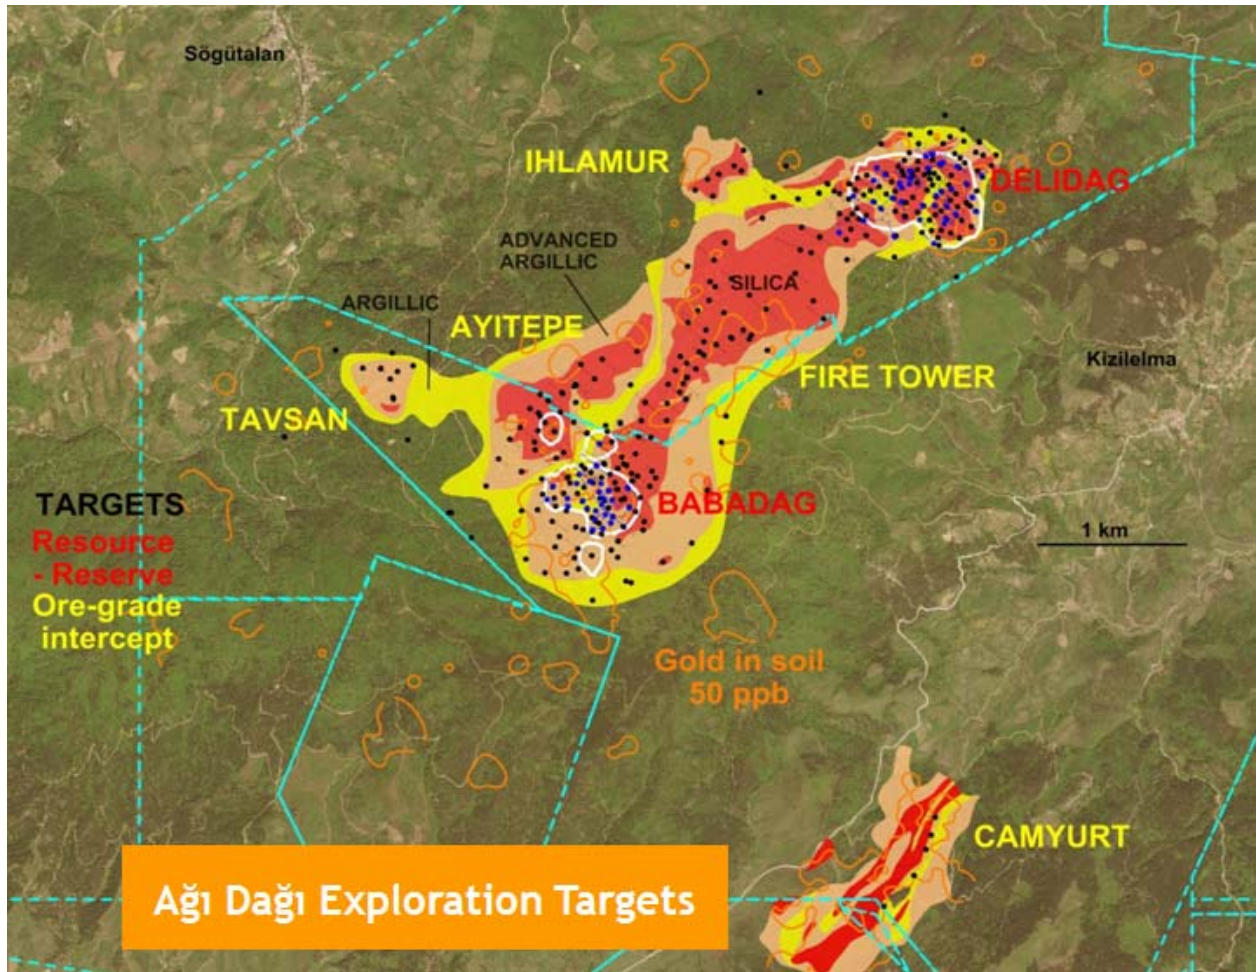 Sögütalan
IHLAMUR
DELIDAG
ADVANCED
ARGILLIC
SILICA
ARGILLIC
AYITEPE
Kizilelma
FIRE TOWER
TAVSAN
BABADAG
TARGETS
Resource
- Reserve
Ore-grade
intercept
1 km
Gold in soil
50 ppb
CAMYURT
Ağı Dağı Exploration Targets